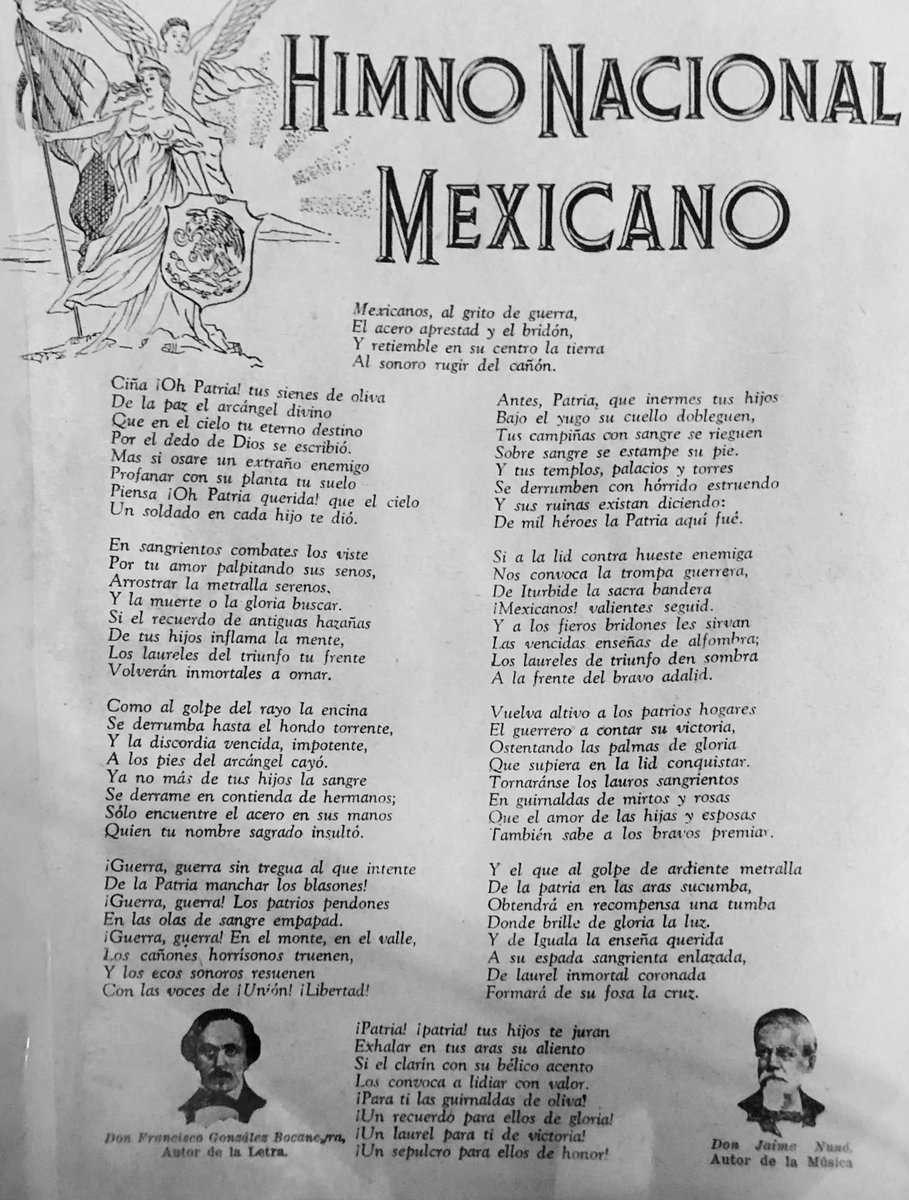 HIMNO NACIONAL
MEXICANO
Mexicanos, al grito de guerra,
El acero aprestad y el bridón,
Y retiemble en su centro la tierra
Al sonoro rugir del cañón.
Ciña ¡Oh Patria! tus sienes de oliva
De la paz el arcángel divino
Que en el cielo tu eterno destino
Por el dedo de Dios se escribió.
Mas si osare un extraño enemigo
Profanar con su planta tu suelo
Piensa ¡Oh Patria querida! que el cielo
Un soldado en cada hijo te dió.
En sangrientos combates los viste
Por tu amor palpitando sus senos,
Arrostrar la metralla serenos,
Y la muerte o la gloria buscar.
Si el recuerdo de antiguas hazañas
De tus hijos inflama la mente,
Los laureles del triunfo tu frente
Volverán inmortales a ornar.
Como al golpe del rayo la encina
Se derrumba hasta el hondo torrente,
Y la discordia vencida, impotente,
A los pies del arcángel cayó.
Ya no más de tus hijos la sangre
Se derrame en contienda de hermanos;
Sólo encuentre el acero en sus manos
Quien tu nombre sagrado insultó.
¡Guerra, guerra sin tregua al que intente
De la Patria manchar los blasones!
¡Guerra, guerra! Los patrios pendones
En las olas de sangre empapad.
¡Guerra, guerra! En el monte, en el valle,
Los cañones horrísonos truenen,
Y los ecos sonoros resuenen
Con las voces de ¡Unión! ¡Libertad!
Antes, Patria, que inermes tus hijos
Bajo el yugo su cuello dobleguen,
Tus campiñas con sangre se rieguen
Sobre sangre se estampe su pie.
Y tus templos, palacios y torres
Se derrumben con hórrido estruendo
Y sus ruinas existan diciendo:
De mil héroes la Patria aquí fué.
Si a la lid contra hueste enemiga
Nos convoca la trompa guerrera,
De Iturbide la sacra bandera
¡Mexicanos! valientes seguid.
Y a los fieros bridones les sirvan
Las vencidas enseñas de alfombra;
Los laureles de triunfo den sombra
A la frente del bravo adalid.
Vuelva altivo a los patrios hogares
El guerrero a contar su victoria,
Ostentando las palmas de gloria
Que supiera en la lid conquistar.
Tornaránse los lauros sangrientos
En guirnaldas de mirtos y rosas
Que el amor de las hijas y esposas
También sabe a los bravos premiar.
Y el que al golpe de ardiente metralla
De la patria en las aras sucumba,
Obtendrá en recompensa una tumba
Donde brille de gloria la luz.
Y de Iguala la enseña querida
A su espada sangrienta enlazada,
De laurel inmortal coronada
Formará de su fosa la cruz.
¡Patria! ¡patria! tus hijos te juran
Exhalar en tus aras su aliento
Si el clarín con su bélico acento
Los convoca a lidiar con valor.
¡Para ti las guirnaldas de oliva!
¡Un recuerdo para ellos de gloria!
¡Un laurel para ti de victoria!
¡Un sepulcro para ellos de honor!
Don Francisco González Bocanegra,
Autor de la Letra.
Don Jaime Nunó,
Autor de la Música